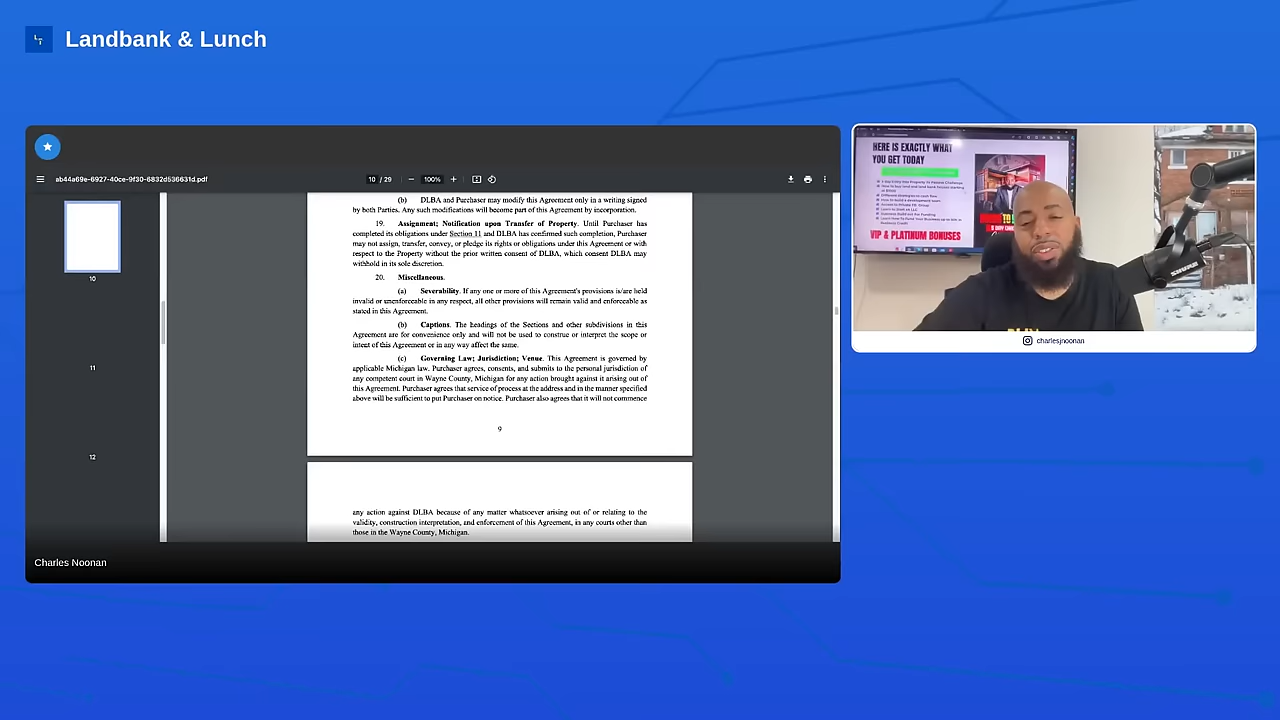 Landbank & Lunch
ab44a69e-6927-40ce-9f30-6832d536631d.pdf
10 / 29
100%
10
11
12
(b) DLBA and Purchaser may modify this Agreement only in a writing signed
by both Parties. Any such modifications will become part of this Agreement by incorporation.
19. Assignment; Notification upon Transfer of Property. Until Purchaser has
completed its obligations under Section 11 and DLBA has confirmed such completion, Purchaser
may not assign, transfer, convey, or pledge its rights or obligations under this Agreement or with
respect to the Property without the prior written consent of DLBA, which consent DLBA may
withhold in its sole discretion.
20. Miscellaneous.
(a) Severability. If any one or more of this Agreement's provisions is/are held
invalid or unenforceable in any respect, all other provisions will remain valid and enforceable as
stated in this Agreement.
(b) Captions. The headings of the Sections and other subdivisions in this
Agreement are for convenience only and will not be used to construe or interpret the scope or
intent of this Agreement or in any way affect the same.
(c) Governing Law; Jurisdiction; Venue. This Agreement is governed by
applicable Michigan law. Purchaser agrees, consents, and submits to the personal jurisdiction of
any competent court in Wayne County, Michigan for any action brought against it arising out of
this Agreement. Purchaser agrees that service of process at the address and in the manner specified
above will be sufficient to put Purchaser on notice. Purchaser also agrees that it will not commence
9
any action against DLBA because of any matter whatsoever arising out of or relating to the
validity, construction interpretation, and enforcement of this Agreement, in any courts other than
those in the Wayne County, Michigan.
Charles Noonan
HERE IS EXACTLY WHAT
YOU GET TODAY
VIP & PLATINUM BONUSES
SHURE
charlesjnoonan